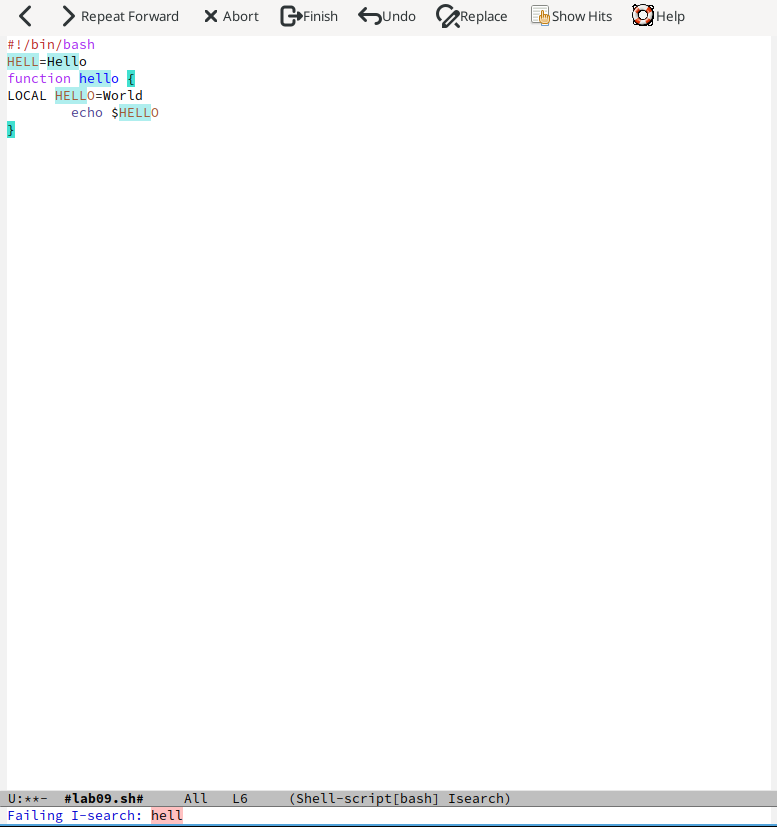 Repeat Forward Abort Finish Undo Replace Show Hits Help
#!/bin/bash
HELL=Hello
function hello {
LOCAL HELLO=World
        echo $HELLO
}
U:**-  #lab09.sh#     All   L6     (Shell-script[bash] Isearch)
Failing I-search: hell